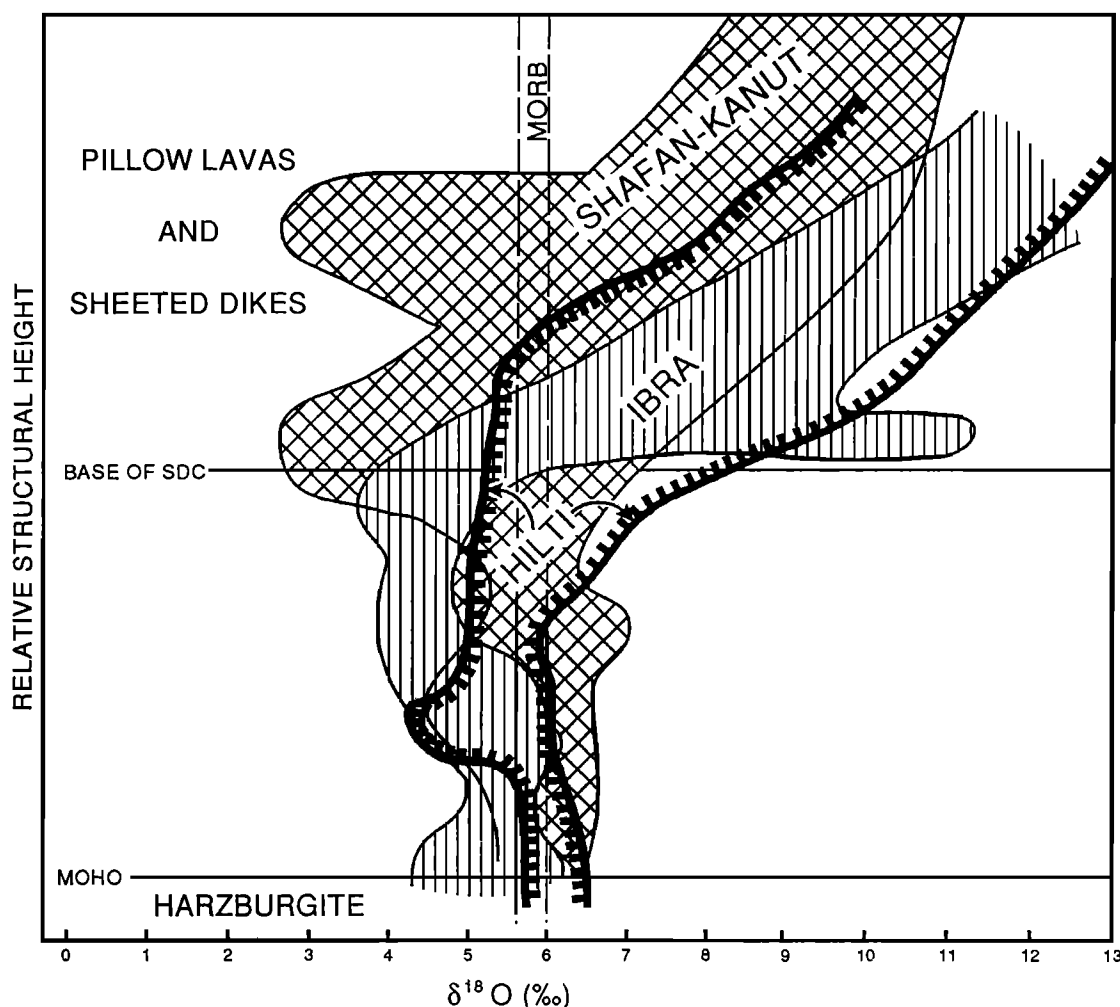 MORB
SHAFAN-KANUT
PILLOW LAVAS
AND
SHEETED DIKES
IBRA
BASE OF SDC
HILTI
RELATIVE STRUCTURAL HEIGHT
MOHO
HARZBURGITE
0 1 2 3 4 5 6 7 8 9 10 11 12 13
δ¹⁸ O (‰)